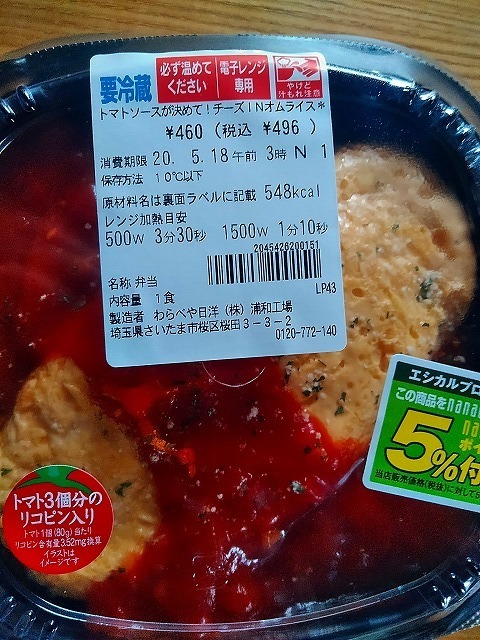 要冷蔵
必ず温めて
ください
電子レンジ
専用
やけど
汁もれ注意
トマトソースが決めて!チーズINオムライス*
¥460 (税込 ¥496 )
消費期限 20. 5.18午前 3時 N 1
保存方法 10℃以下
原材料名は裏面ラベルに記載 548kcal
レンジ加熱目安
500W 3分30秒 1500W 1分10秒
2045426200151
LP43
名称 弁当
内容量 1食
製造者 わらべや日洋(株)浦和工場
埼玉県さいたま市桜区桜田3-3-2
0120-772-140
エシカルプロ
この商品をnana
na
5%付
ポイ
当店販売価格(税抜)に対して5
トマト3個分の
リコピン入り
トマト1個(80g)当たり
リコピン含有量3.52mg換算
イラストは
イメージです